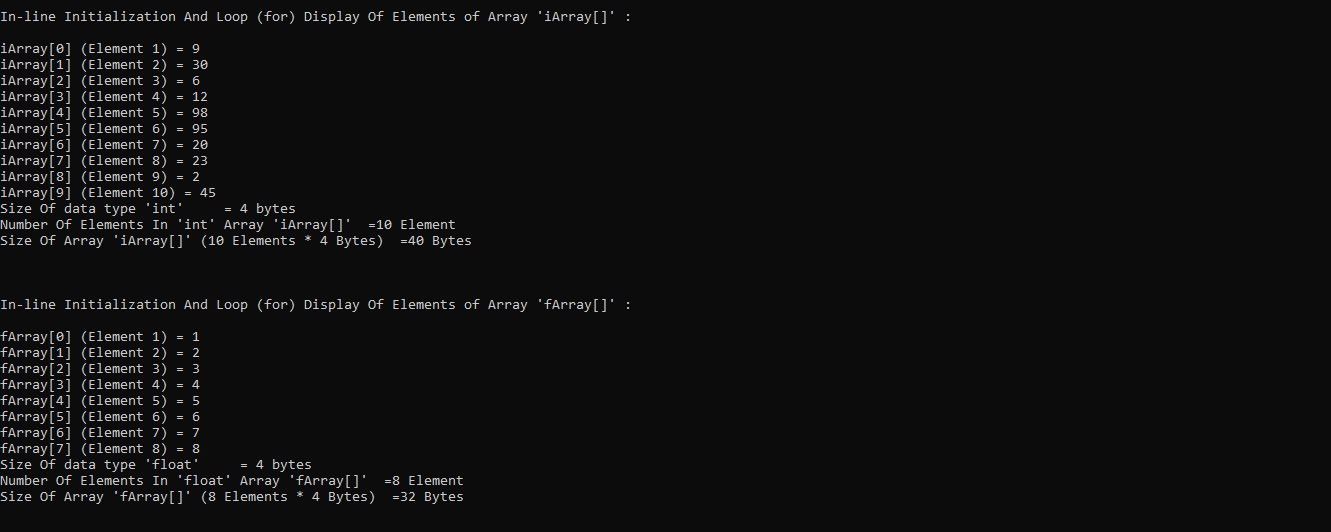 In-line Initialization And Loop (for) Display Of Elements of Array 'iArray[]' :
iArray[0] (Element 1) = 9
iArray[1] (Element 2) = 30
iArray[2] (Element 3) = 6
iArray[3] (Element 4) = 12
iArray[4] (Element 5) = 98
iArray[5] (Element 6) = 95
iArray[6] (Element 7) = 20
iArray[7] (Element 8) = 23
iArray[8] (Element 9) = 2
iArray[9] (Element 10) = 45
Size Of data type 'int'     = 4 bytes
Number Of Elements In 'int' Array 'iArray[]'  =10 Element
Size Of Array 'iArray[]' (10 Elements * 4 Bytes)  =40 Bytes
In-line Initialization And Loop (for) Display Of Elements of Array 'fArray[]' :
fArray[0] (Element 1) = 1
fArray[1] (Element 2) = 2
fArray[2] (Element 3) = 3
fArray[3] (Element 4) = 4
fArray[4] (Element 5) = 5
fArray[5] (Element 6) = 6
fArray[6] (Element 7) = 7
fArray[7] (Element 8) = 8
Size Of data type 'float'     = 4 bytes
Number Of Elements In 'float' Array 'fArray[]'  =8 Element
Size Of Array 'fArray[]' (8 Elements * 4 Bytes)  =32 Bytes